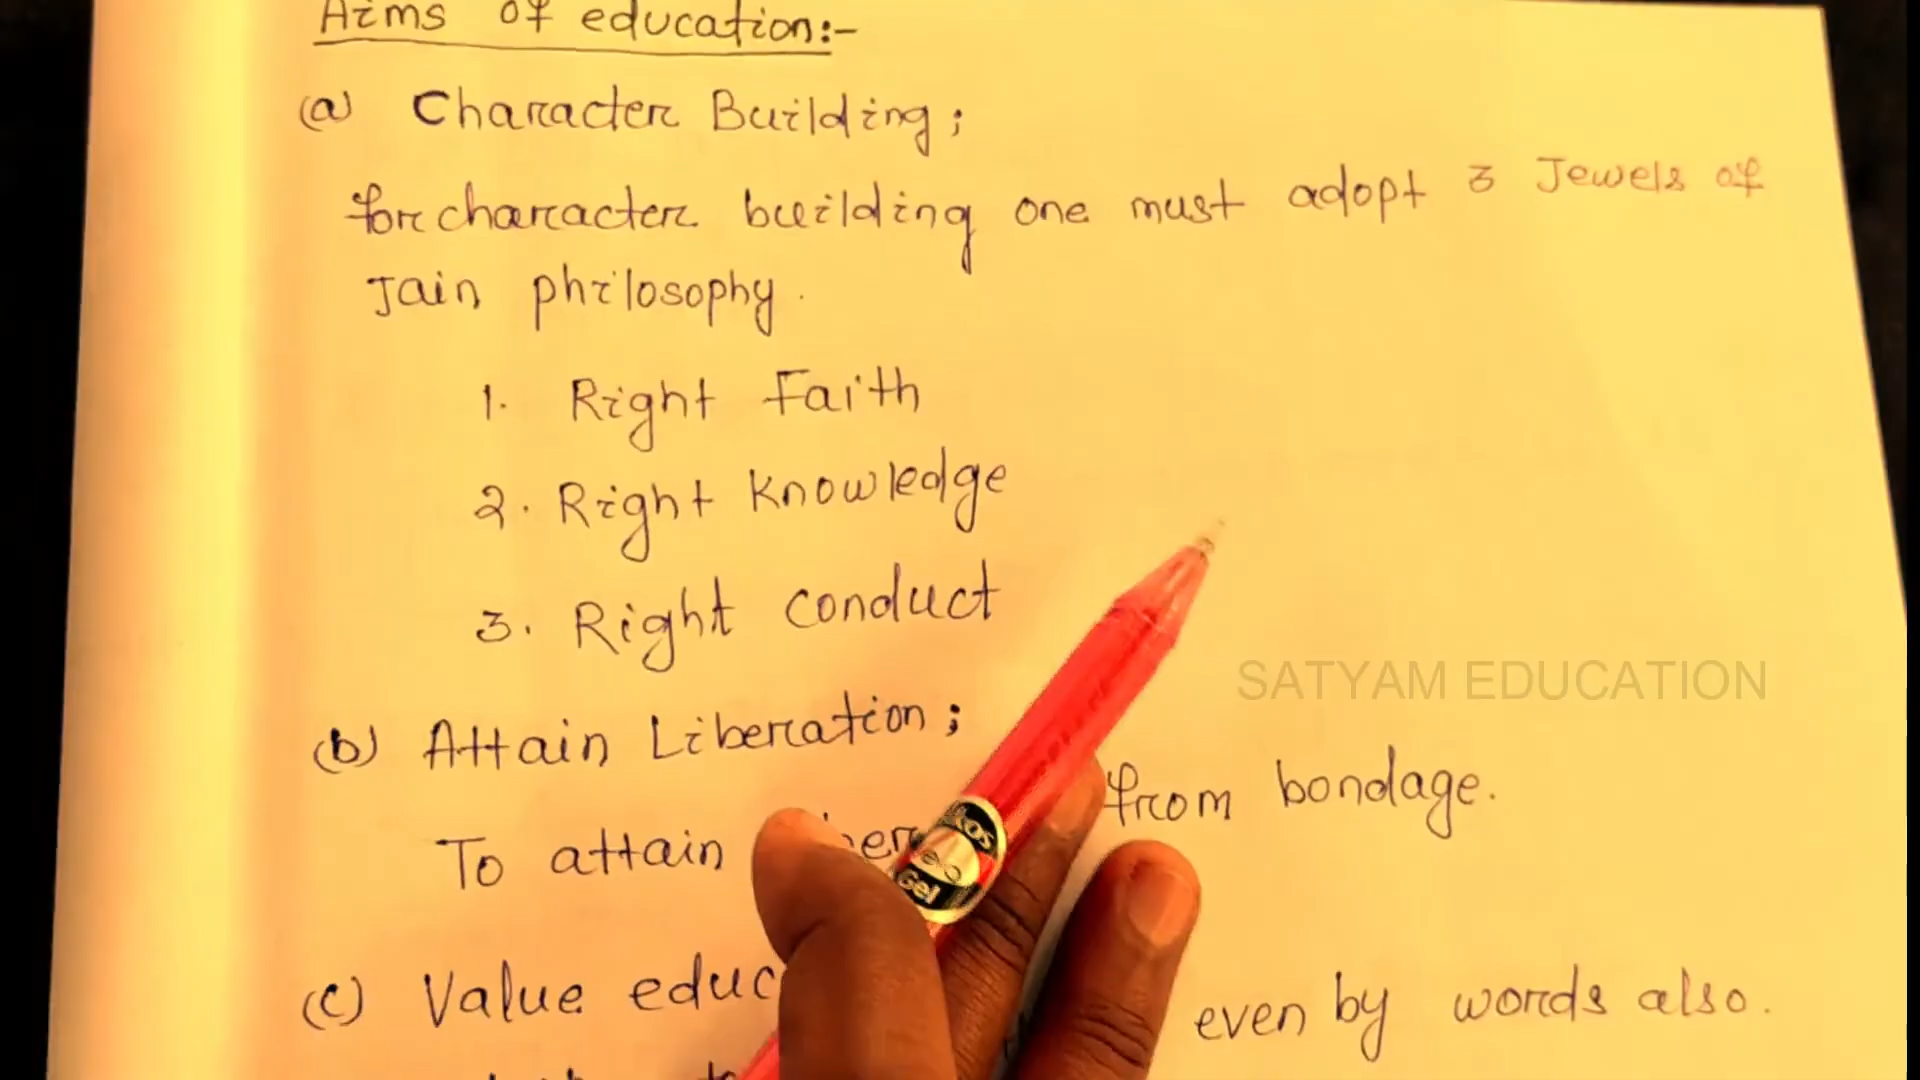 Aims of education:-
(a) Character Building;
for character building one must adopt 3 Jewels of
Jain philosophy.
1. Right Faith
2. Right knowledge
3. Right conduct
SATYAM EDUCATION
(b) Attain Liberation;
To attain from bondage.
Gel
(c) Value even by words also.